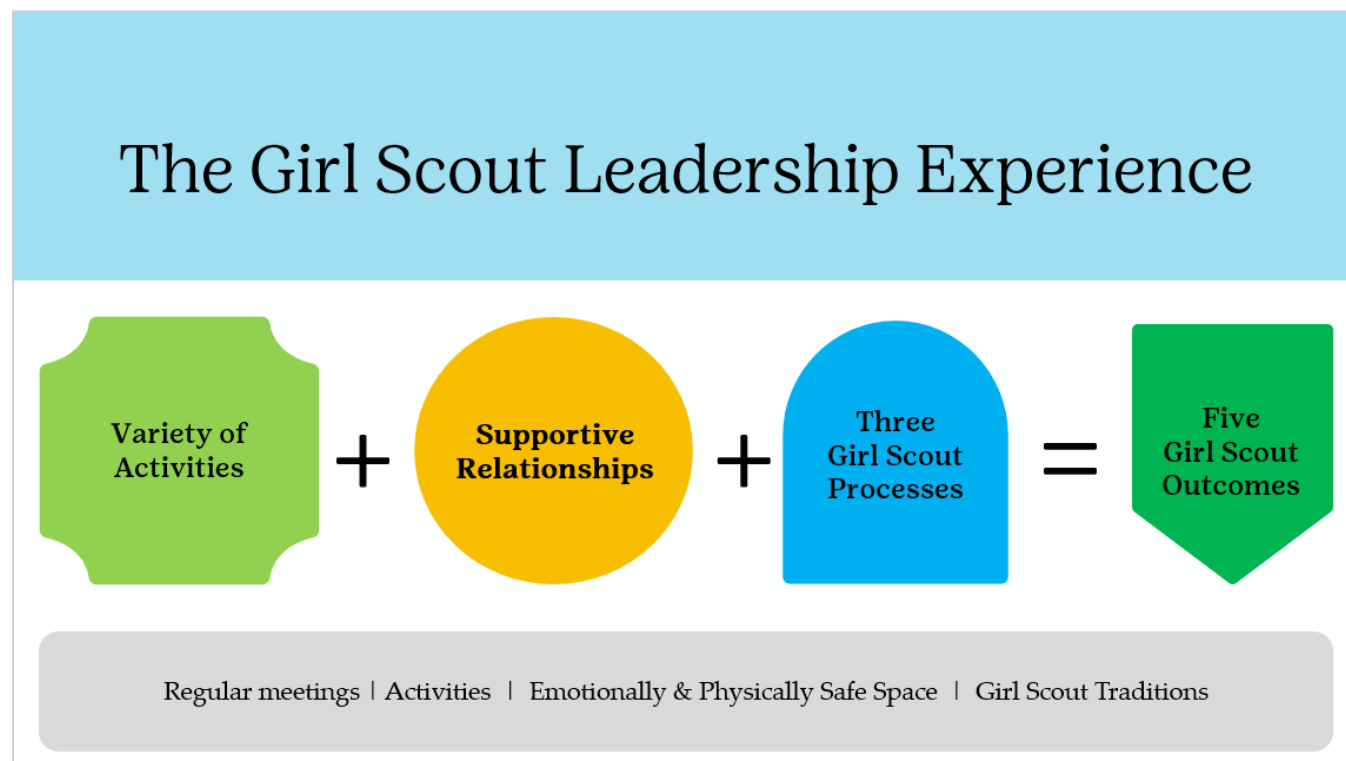 The Girl Scout Leadership Experience
Variety of
Activities
+
Supportive
Relationships
+
Three
Girl Scout
Processes
=
Five
Girl Scout
Outcomes
Regular meetings | Activities | Emotionally & Physically Safe Space | Girl Scout Traditions